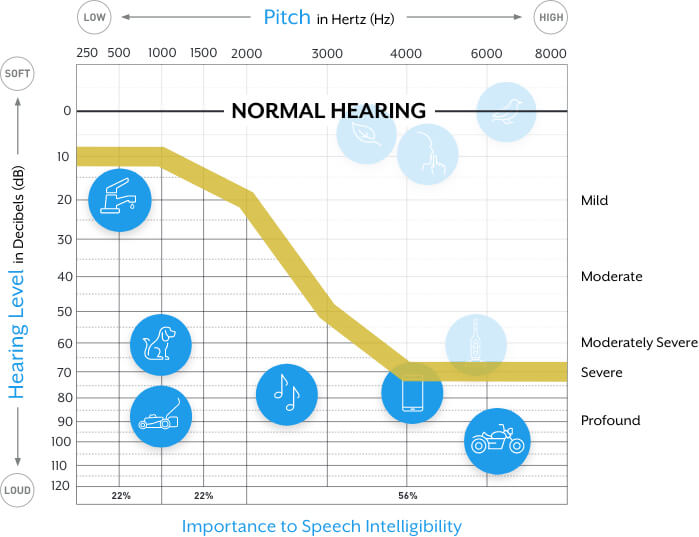 LOW Pitch in Hertz (Hz) HIGH
250 500 1000 1500 2000 3000 4000 6000 8000
SOFT
0 NORMAL HEARING
10
20 Mild
30
40 Moderate
50
60 Moderately Severe
70 Severe
80
90 Profound
100
110
120
LOUD
Hearing Level in Decibels (dB)
22% 22% 56%
Importance to Speech Intelligibility